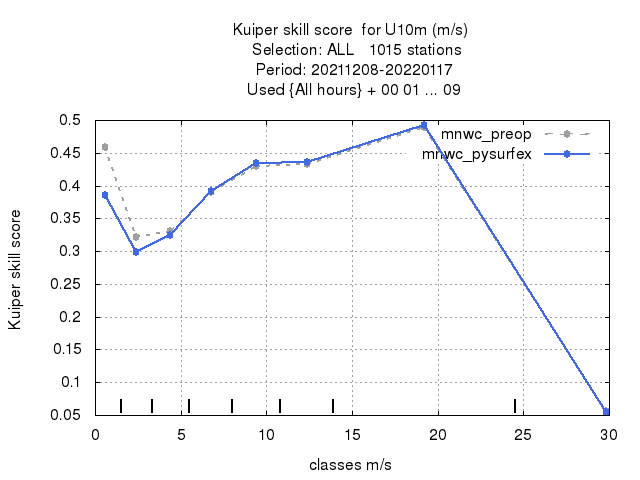 Kuiper skill score  for U10m (m/s)
Selection: ALL   1015 stations
Period: 20211208-20220117
Used {All hours} + 00 01 ... 09
0.5
0.45
0.4
0.35
0.3
0.25
0.2
0.15
0.1
0.05
Kuiper skill score
mnwc_preop
mnwc_pysurfex
0 5 10 15 20 25 30
classes m/s